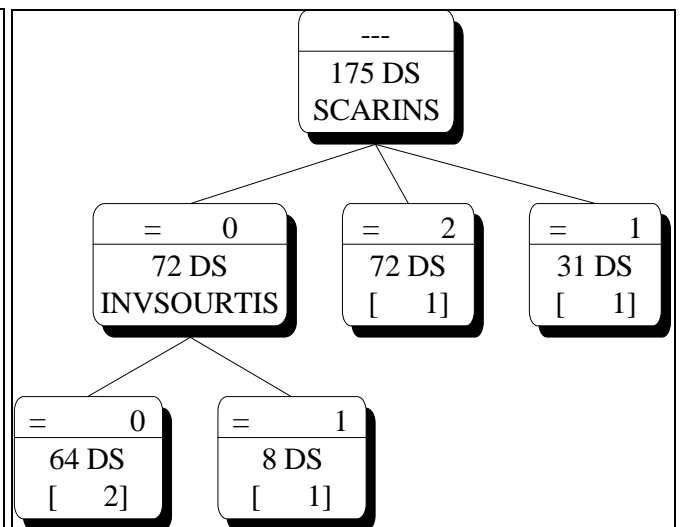 ---
175 DS
SCARINS
= 0
72 DS
INVSOURTIS
= 2
72 DS
[ 1]
= 1
31 DS
[ 1]
= 0
64 DS
[ 2]
= 1
8 DS
[ 1]